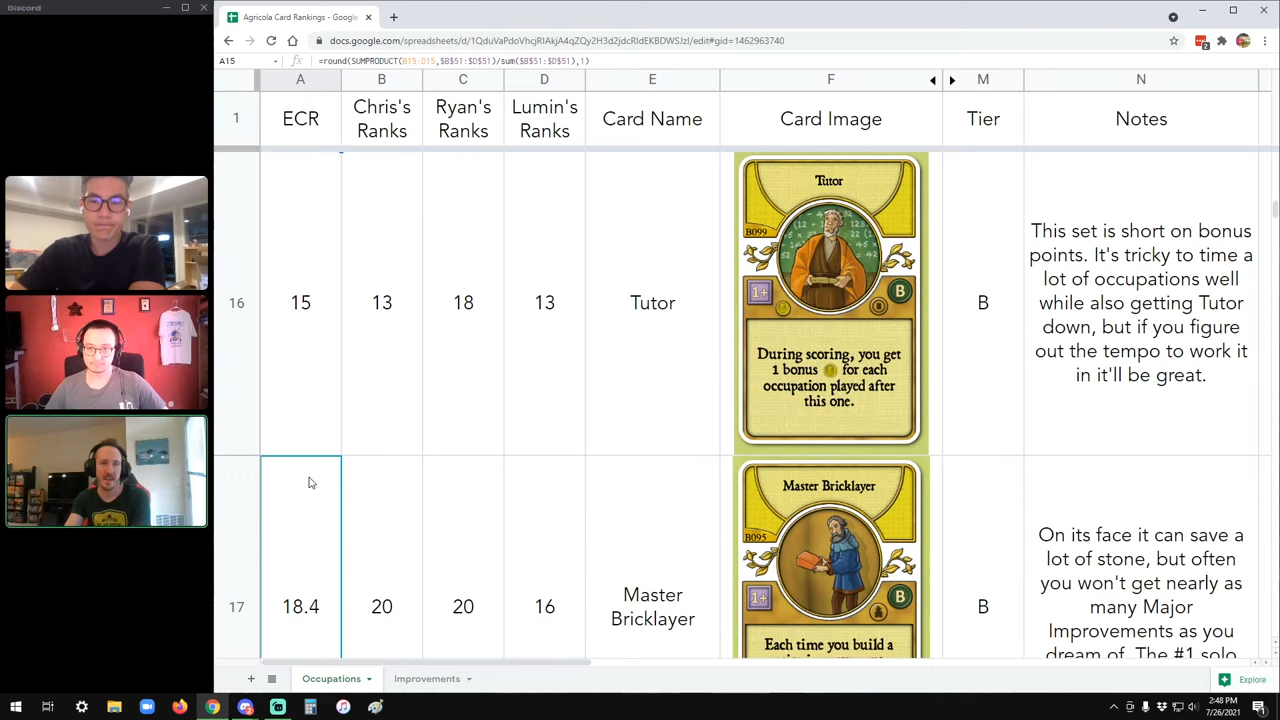 Discord
Agricola Card Rankings - Google
docs.google.com/spreadsheets/d/1QduVaPdoVhcjRIAkjA4qZQy2H3d2jdcRldEKBDWSJzI/edit#gid=1462963740
A15
=round(SUMPRODUCT(B15:D15,$B$51:$D$51)/sum($B$51:$D$51),1)
A B C D E F M N
1
ECR
Chris's
Ranks
Ryan's
Ranks
Lumin's
Ranks
Card Name
Card Image
Tier
Notes
16
15
13
18
13
Tutor
Tutor
B099
1+
B
During scoring, you get
1 bonus for each
occupation played after
this one.
B
This set is short on bonus
points. It's tricky to time a
lot of occupations well
while also getting Tutor
down, but if you figure
out the tempo to work it
in it'll be great.
17
18.4
20
20
16
Master
Bricklayer
Master Bricklayer
B095
1+
B
Each time you build a
B
On its face it can save a
lot of stone, but often
you won't get nearly as
many Major
Improvements as you
dream of. The #1 solo
Occupations
Improvements
Explore
2:48 PM
7/26/2021